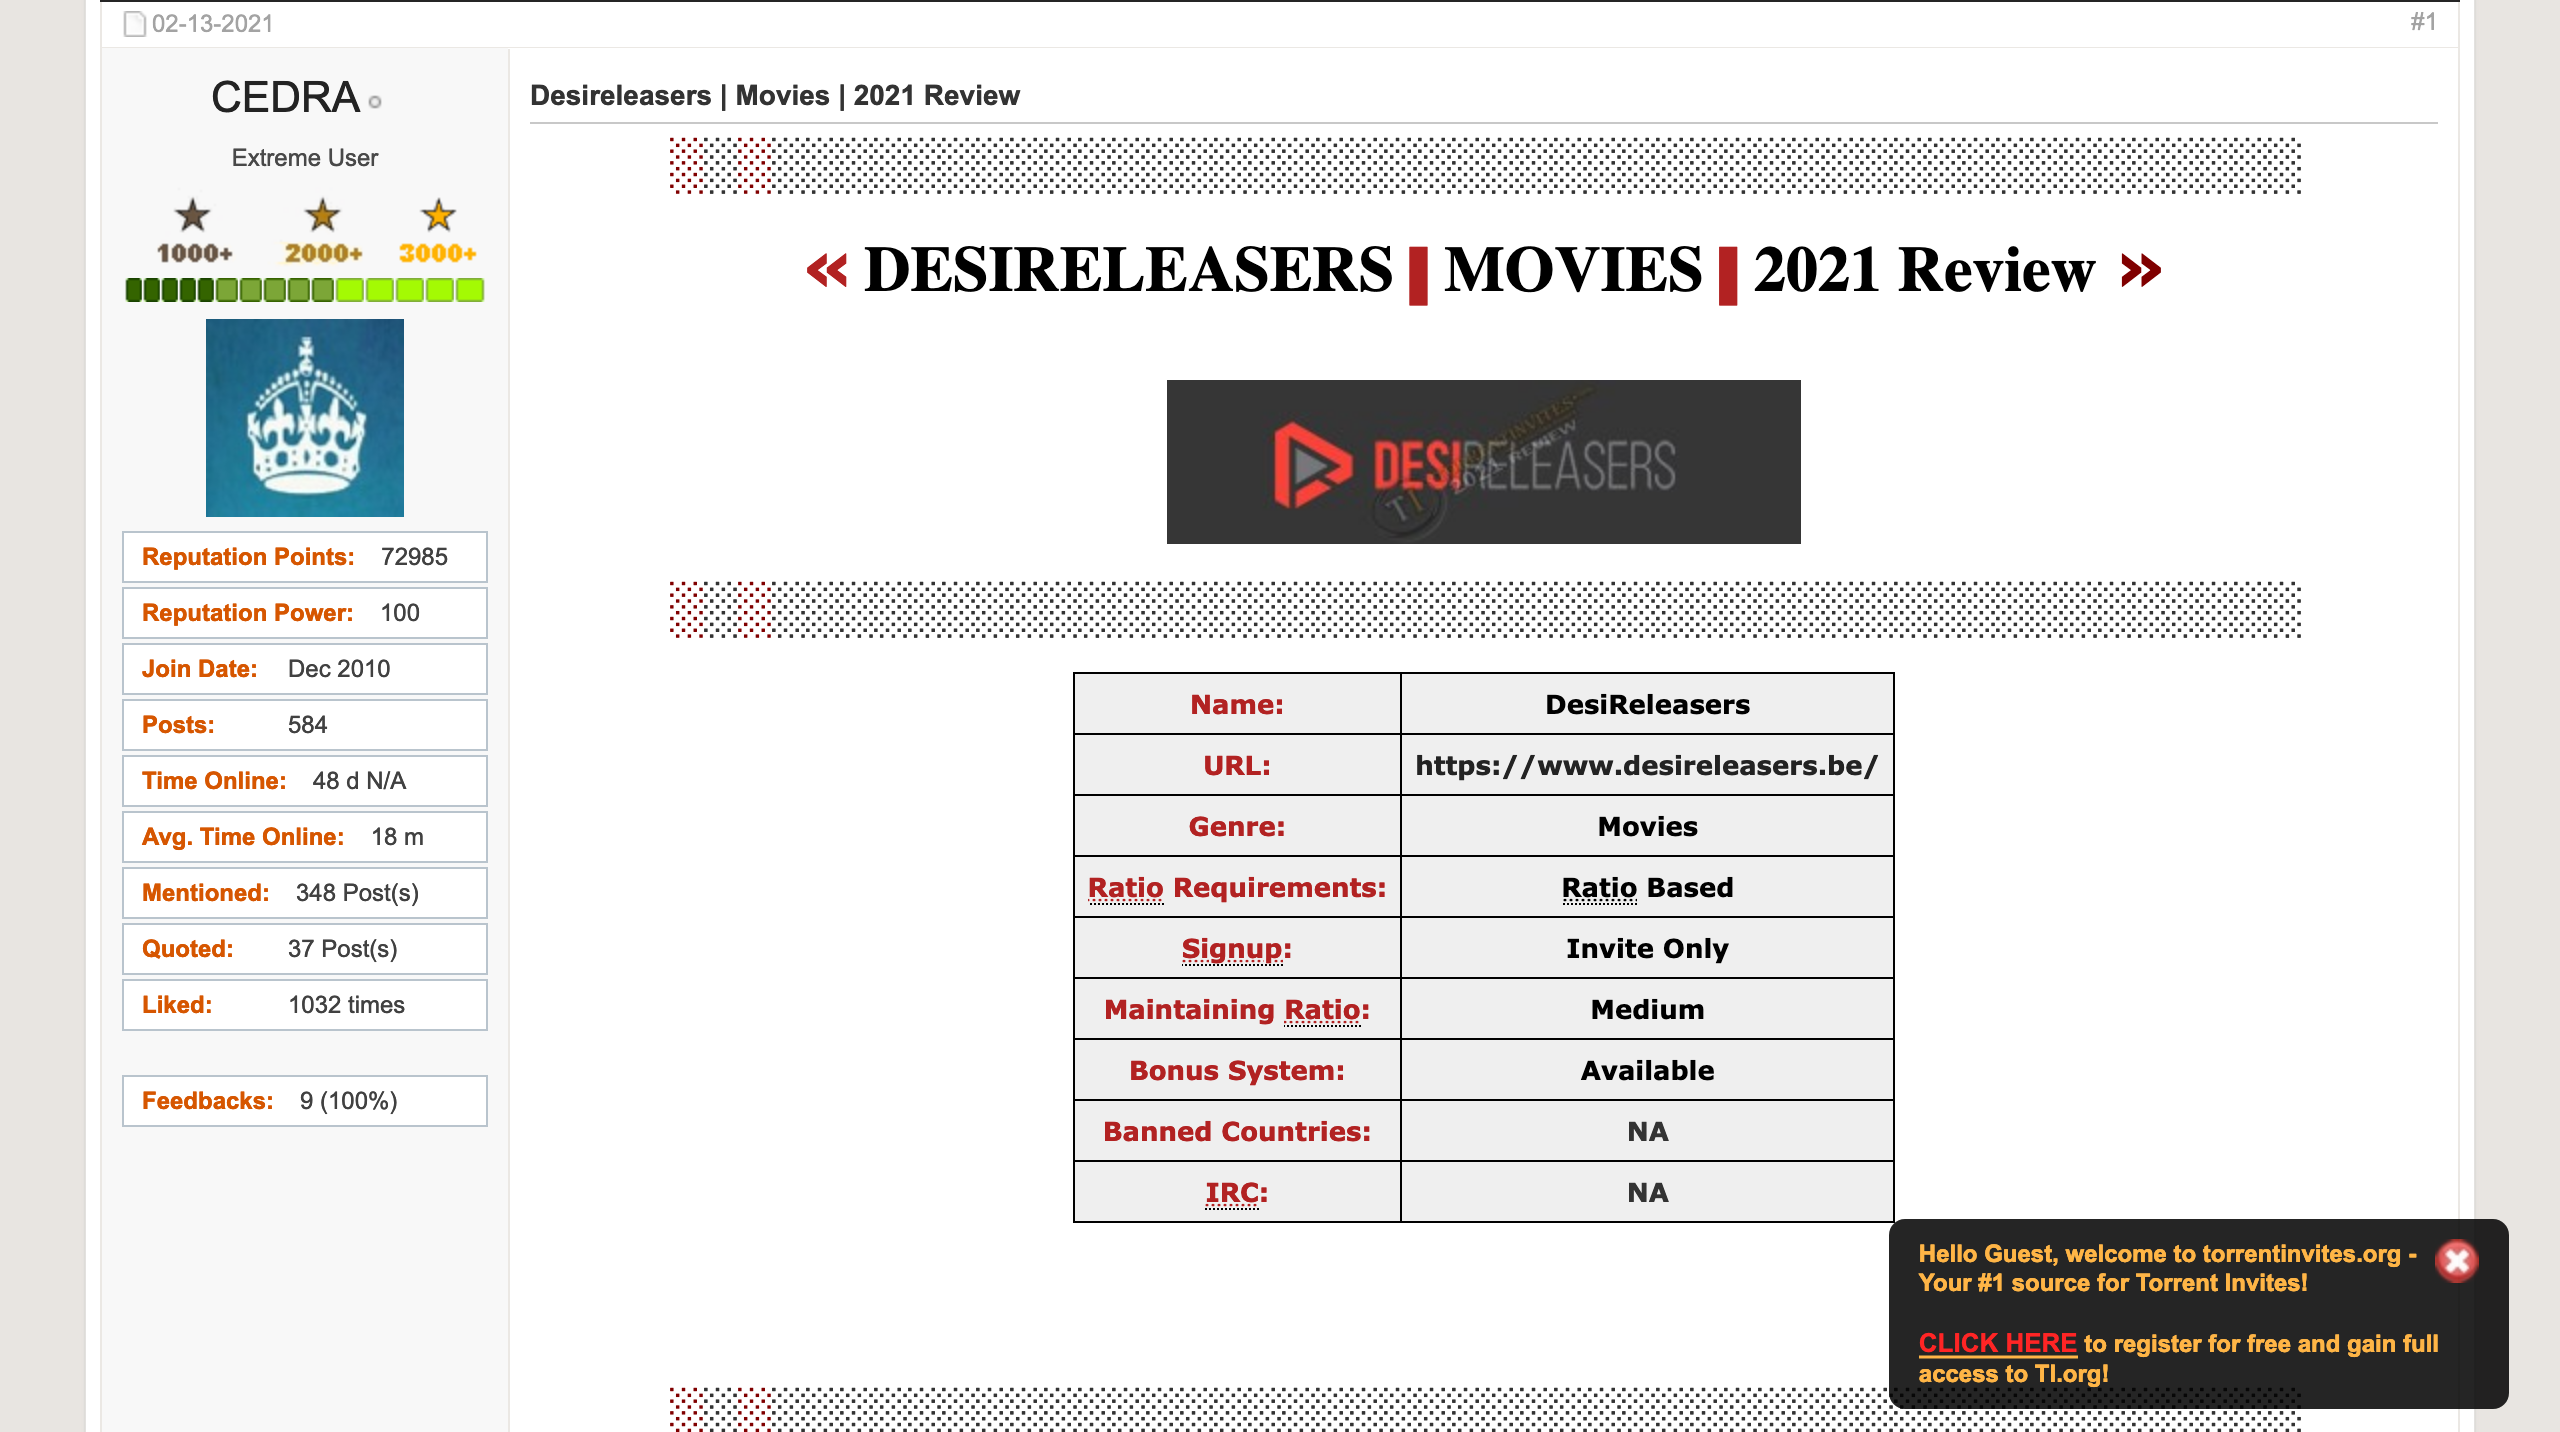 02-13-2021
#1
CEDRA
Extreme User
1000+ 2000+ 3000+
Reputation Points: 72985
Reputation Power: 100
Join Date: Dec 2010
Posts: 584
Time Online: 48 d N/A
Avg. Time Online: 18 m
Mentioned: 348 Post(s)
Quoted: 37 Post(s)
Liked: 1032 times
Feedbacks: 9 (100%)
Desireleasers | Movies | 2021 Review
« DESIRELEASERS | MOVIES | 2021 Review »
DESIRELEASERS
TI
TORRENTINVITES
2021 REVIEW
Name: DesiReleasers
URL: https://www.desireleasers.be/
Genre: Movies
Ratio Requirements: Ratio Based
Signup: Invite Only
Maintaining Ratio: Medium
Bonus System: Available
Banned Countries: NA
IRC: NA
Hello Guest, welcome to torrentinvites.org -
Your #1 source for Torrent Invites!
CLICK HERE to register for free and gain full
access to TI.org!